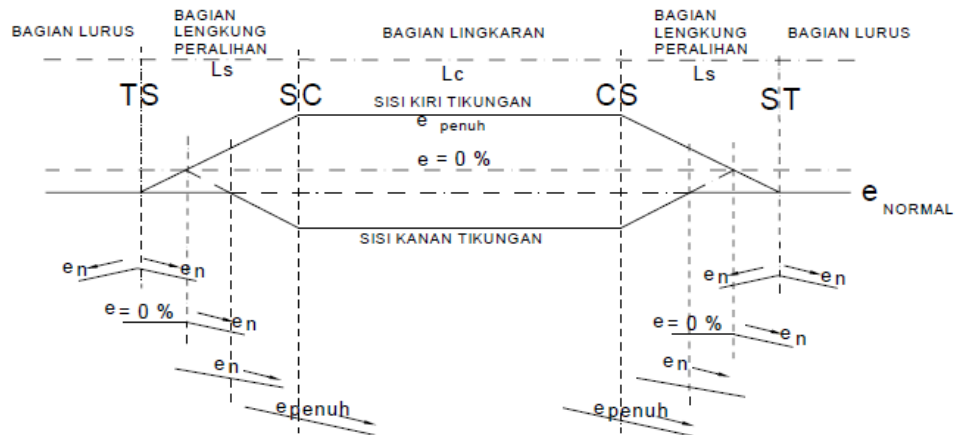 BAGIAN LURUS
BAGIAN
LENGKUNG
PERALIHAN
BAGIAN LINGKARAN
BAGIAN
LENGKUNG
PERALIHAN
BAGIAN LURUS
Ls
Lc
Ls
TS
SC
CS
ST
SISI KIRI TIKUNGAN
e penuh
e = 0 %
e NORMAL
SISI KANAN TIKUNGAN
en
en
en
en
e = 0 %
en
e = 0 %
en
en
en
epenuh
epenuh